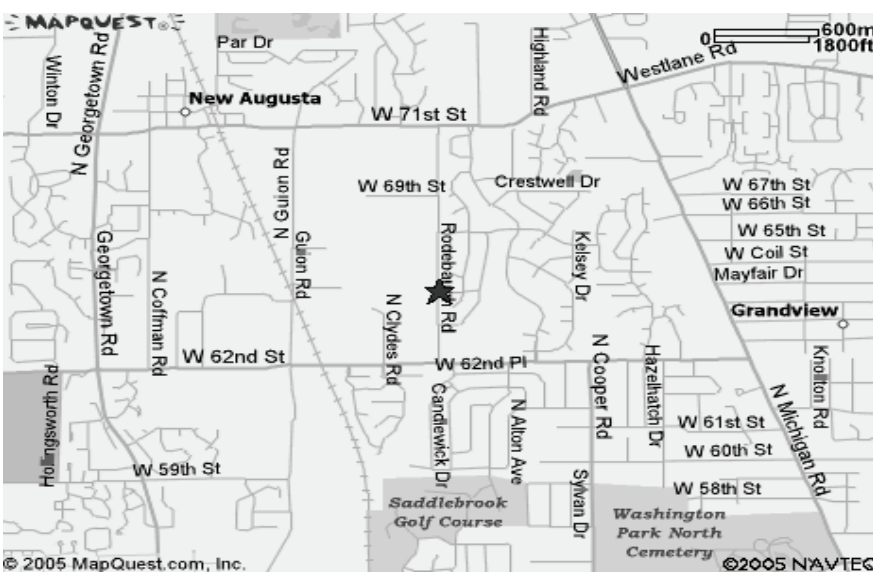 MAPQUEST®
0
600m
1800ft
Par Dr
Highland Rd
Westlane Rd
Winton Dr
N Georgetown Rd
New Augusta
W 71st St
N Guion Rd
W 69th St
Crestwell Dr
W 67th St
W 66th St
W 65th St
W Coil St
Mayfair Dr
Georgetown Rd
N Coffman Rd
Guion Rd
Rd
Kelsey Dr
Grandview
N Clydes Rd
W 62nd St
W 62nd Pl
N Cooper Rd
Hazelhatch Dr
Knollton Rd
N Michigan Rd
Hollingsworth Rd
Candlewick Dr
N Alton Ave
W 61st St
W 60th St
W 59th St
Sylvan Dr
W 58th St
Saddlebrook
Golf Course
Washington
Park North
Cemetery
© 2005 MapQuest.com, Inc.
©2005 NAVTEQ